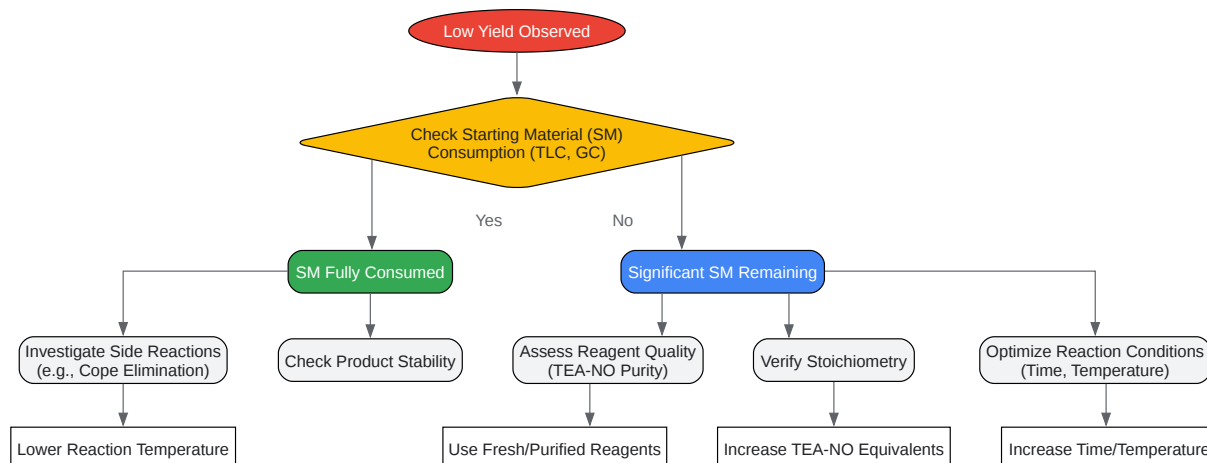 Low Yield Observed
Check Starting Material (SM)
Consumption (TLC, GC)
Yes
No
SM Fully Consumed
Significant SM Remaining
Investigate Side Reactions
(e.g., Cope Elimination)
Check Product Stability
Assess Reagent Quality
(TEA-NO Purity)
Verify Stoichiometry
Optimize Reaction Conditions
(Time, Temperature)
Lower Reaction Temperature
Use Fresh/Purified Reagents
Increase TEA-NO Equivalents
Increase Time/Temperature